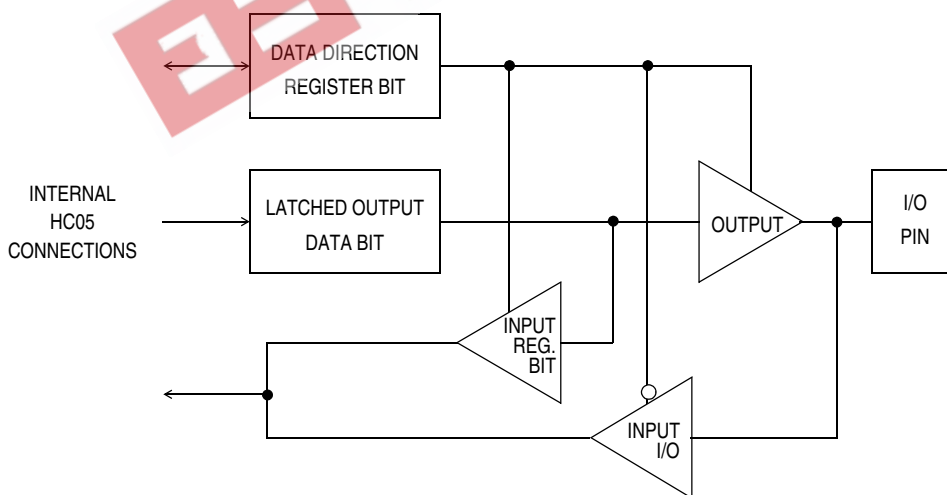 DATA DIRECTION
REGISTER BIT
INTERNAL
HC05
CONNECTIONS
LATCHED OUTPUT
DATA BIT
OUTPUT
I/O
PIN
INPUT
REG.
BIT
INPUT
I/O